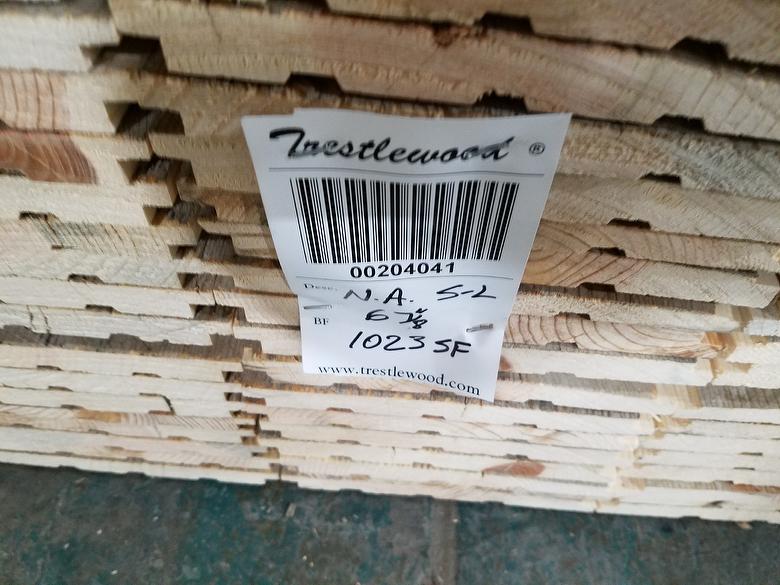 Trestlewood ®
00204041
Desc. N.A. S-L
BF 6 7/8
1023 SF
www.trestlewood.com